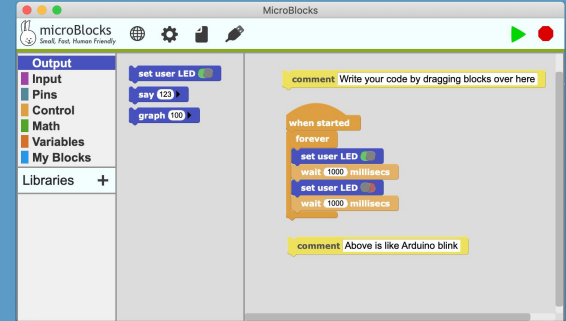 MicroBlocks
microBlocks
Small, Fast, Human Friendly
Output
Input
Pins
Control
Math
Variables
My Blocks
Libraries +
set user LED
say 123
graph 100
comment Write your code by dragging blocks over here
when started
forever
set user LED
wait 1000 millisecs
set user LED
wait 1000 millisecs
comment Above is like Arduino blink